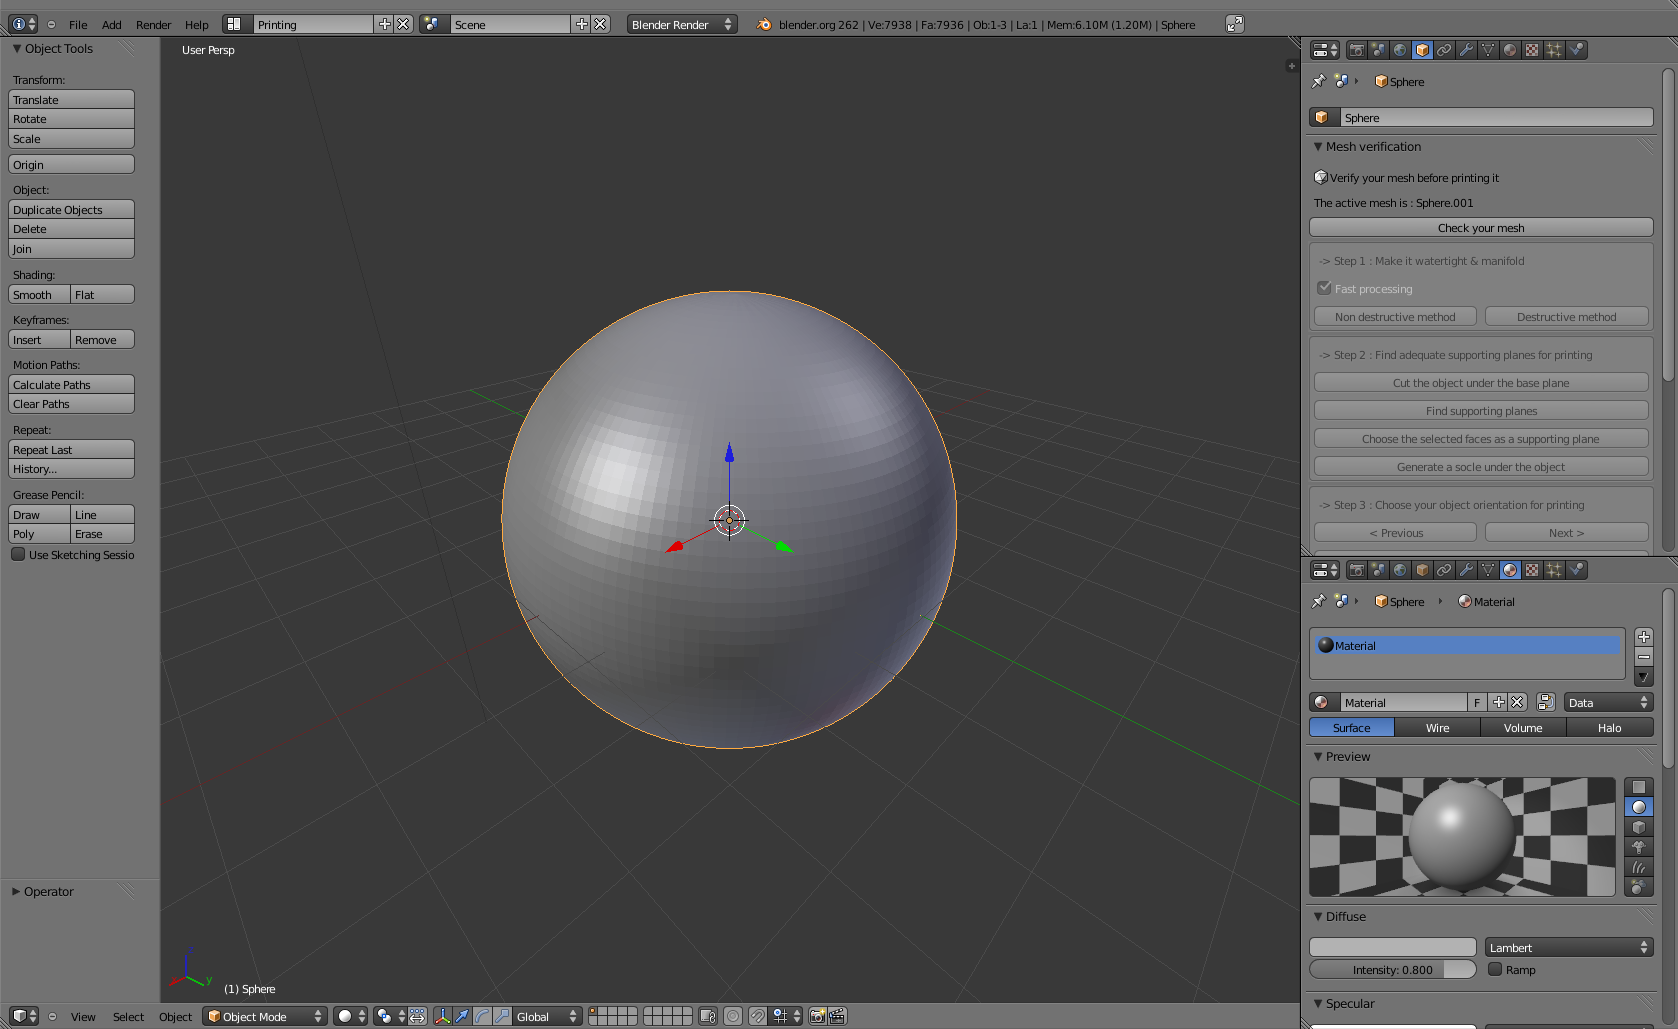 File Add Render Help Printing Scene Blender Render blender.org 262 | Ve:7938 | Fa:7936 | Ob:1-3 | La:1 | Mem:6.10M (1.20M) | Sphere
Object Tools
Transform:
Translate
Rotate
Scale
Origin
Object:
Duplicate Objects
Delete
Join
Shading:
Smooth Flat
Keyframes:
Insert Remove
Motion Paths:
Calculate Paths
Clear Paths
Repeat:
Repeat Last
History...
Grease Pencil:
Draw Line
Poly Erase
Use Sketching Sessio
Operator
User Persp
z
x y
(1) Sphere
View Select Object Object Mode Global
Sphere
Sphere
Mesh verification
Verify your mesh before printing it
The active mesh is : Sphere.001
Check your mesh
-> Step 1 : Make it watertight & manifold
Fast processing
Non destructive method Destructive method
-> Step 2 : Find adequate supporting planes for printing
Cut the object under the base plane
Find supporting planes
Choose the selected faces as a supporting plane
Generate a socle under the object
-> Step 3 : Choose your object orientation for printing
< Previous Next >
Sphere Material
Material
Material F Data
Surface Wire Volume Halo
Preview
Diffuse
Lambert
Intensity: 0.800 Ramp
Specular